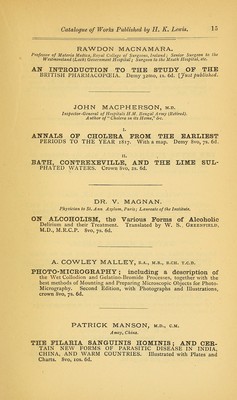 Catalogue of Works Published by H. K. Lewis. 15
RAWDON MACNAMARA.
Professor of Materia Medica, Royal College of Surgeons, Ireland; Senior Surgeon to the
Westmoreland (Lock) Government Hospital; Surgeon to the Meath Hospital, etc.
AN INTRODUCTION TO THE STUDY OF THE
BRITISH PHARMACOPŒIA. Demy 32mo, 1s. 6d. [Just published.
JOHN MACPHERSON, M.D.
Inspector-General of Hospitals H.M. Bengal Army (Retired).
Author of "Cholera on its Home," &c.
I.
ANNALS OF CHOLERA FROM THE EARLIEST
PERIODS TO THE YEAR 1817. With a map. Demy 8vo, 7s. 6d.
II.
BATH, CONTREXEVILLE, AND THE LIME SUL-
PHATED WATERS. Crown 8vo, 2s. 6d.
DR. V. MAGNAN.
Physician to St. Ann Asylum, Paris; Laureate of the Institute.
ON ALCOHOLISM, the Various Forms of Alcoholic
Delirium and their Treatment. Translated by W. S. GREENFIELD,
M.D., M.R.C.P. 8vo, 7s. 6d.
A. COWLEY MALLEY, B.A., M.B., B.CH. T.C.D.
PHOTO-MICROGRAPHY; including a description of
the Wet Collodion and Gelatino-Bromide Processes, together with the
best methods of Mounting and Preparing Microscopic Objects for Photo-
Micrography. Second Edition, with Photographs and Illustrations,
crown 8vo, 7s. 6d.
PATRICK MANSON, M.D., C.M.
Amoy, China.
THE FILARIA SANGUINIS HOMINIS; AND CER-
TAIN NEW FORMS OF PARASITIC DISEASE IN INDIA,
CHINA, AND WARM COUNTRIES. Illustrated with Plates and
Charts. 8vo, 10s. 6d.